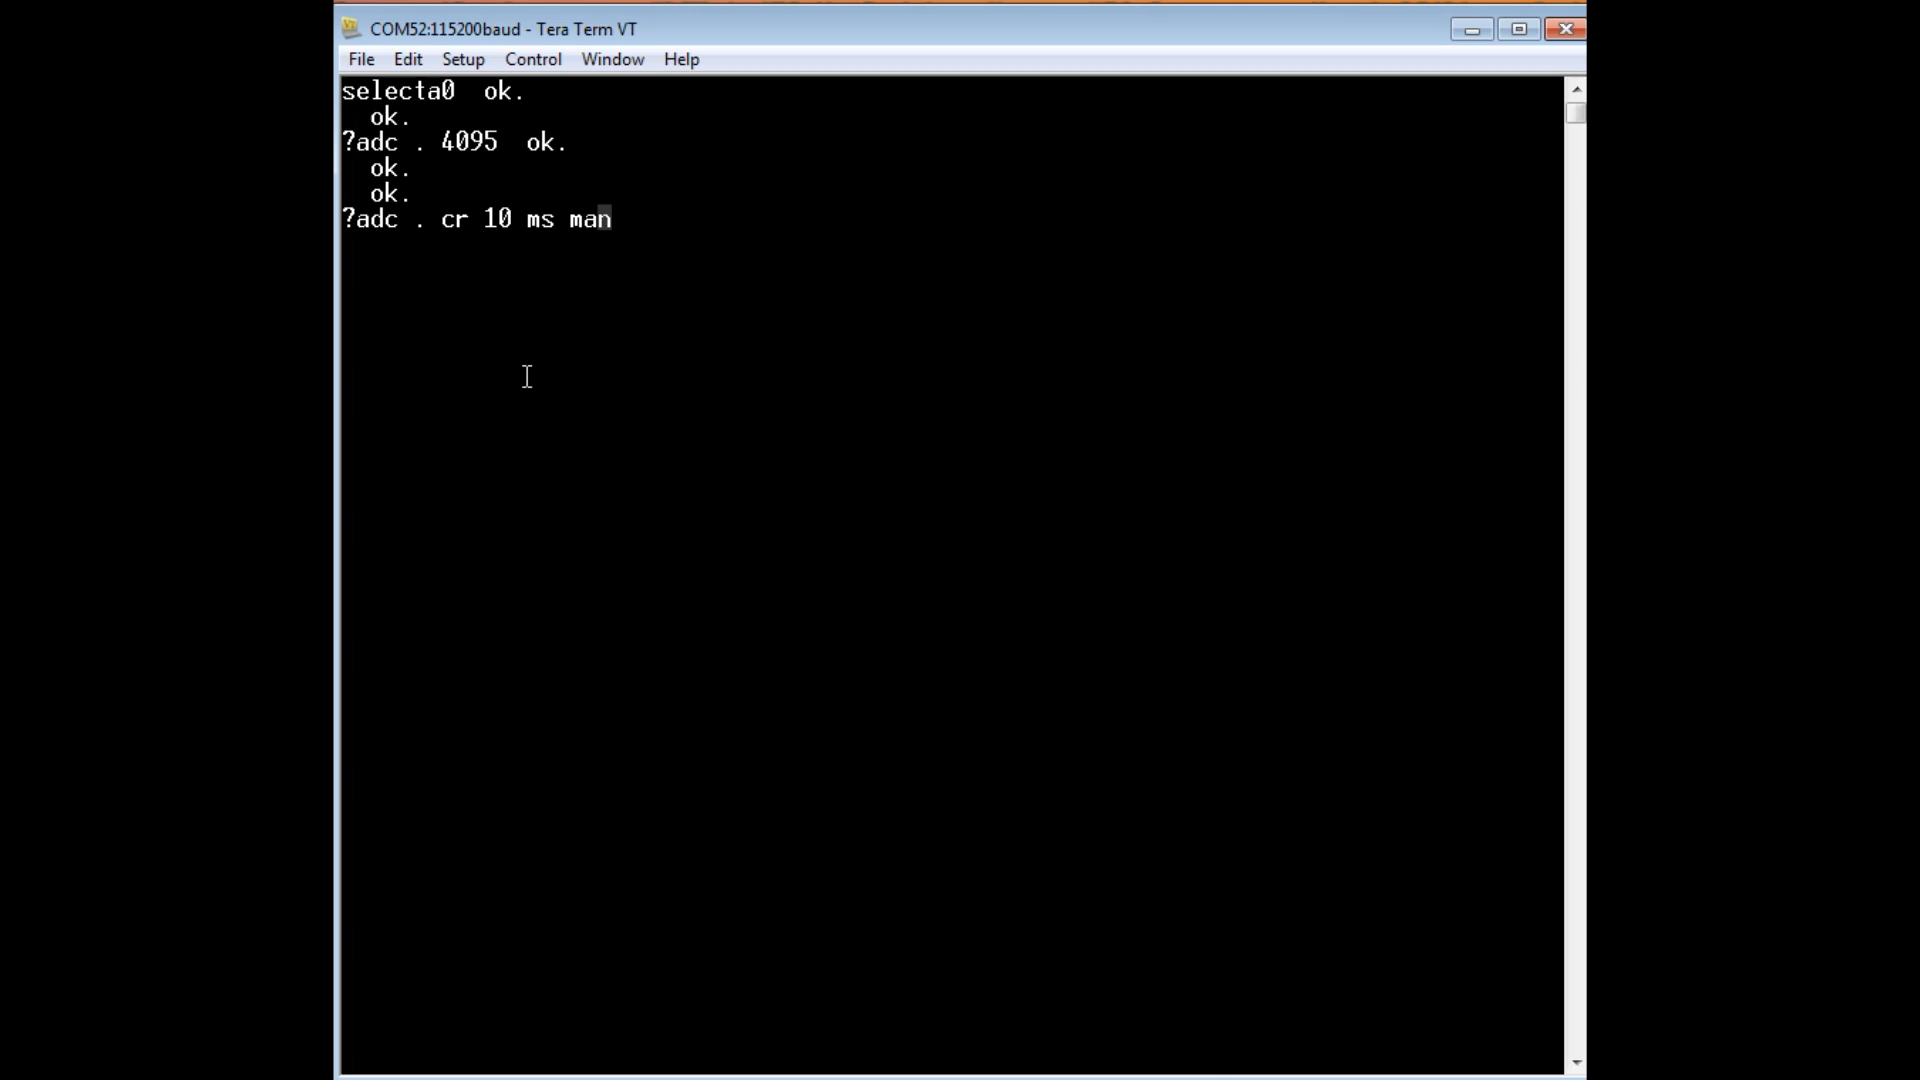 COM52:115200baud - Tera Term VT
File Edit Setup Control Window Help
selecta0 ok.
ok.
?adc . 4095 ok.
ok.
ok.
?adc . cr 10 ms man